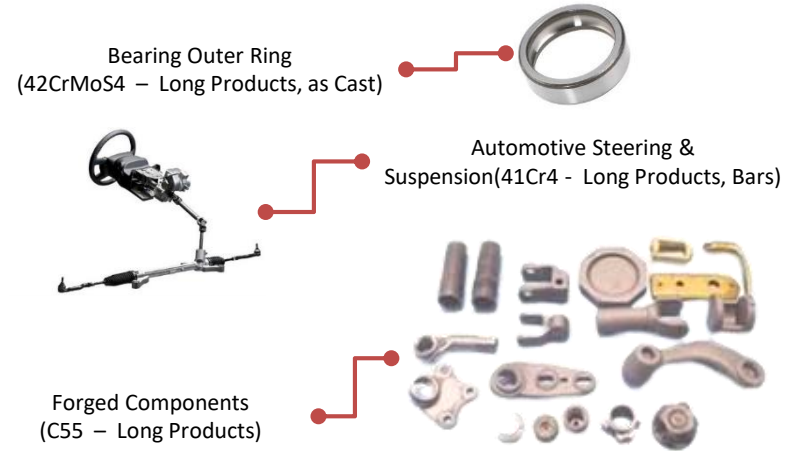 Bearing Outer Ring
(42CrMoS4 – Long Products, as Cast)
Automotive Steering &
Suspension(41Cr4 - Long Products, Bars)
Forged Components
(C55 – Long Products)